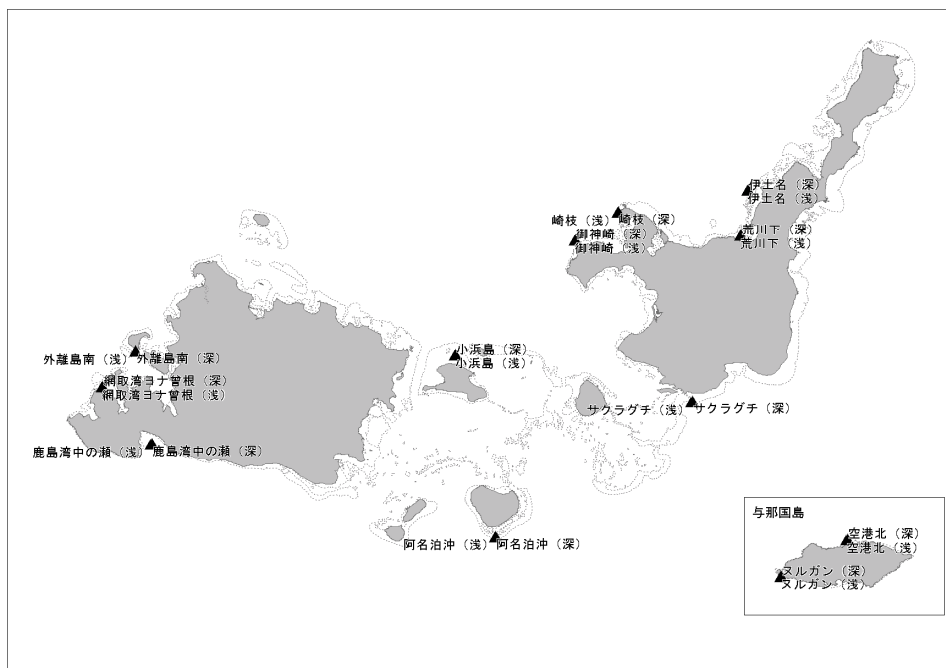 伊土名（深）
伊土名（浅）
崎枝（浅）
崎枝（深）
御神崎（深）
御神崎（浅）
荒川下（深）
荒川下（浅）
外離島南（浅）
外離島南（深）
小浜島（深）
小浜島（浅）
網取湾ヨナ曽根（深）
網取湾ヨナ曽根（浅）
サクラグチ（浅）
サクラグチ（深）
鹿島湾中の瀬（浅）
鹿島湾中の瀬（深）
阿名泊沖（浅）
阿名泊沖（深）
与那国島
空港北（深）
空港北（浅）
ヌルガン（深）
ヌルガン（浅）